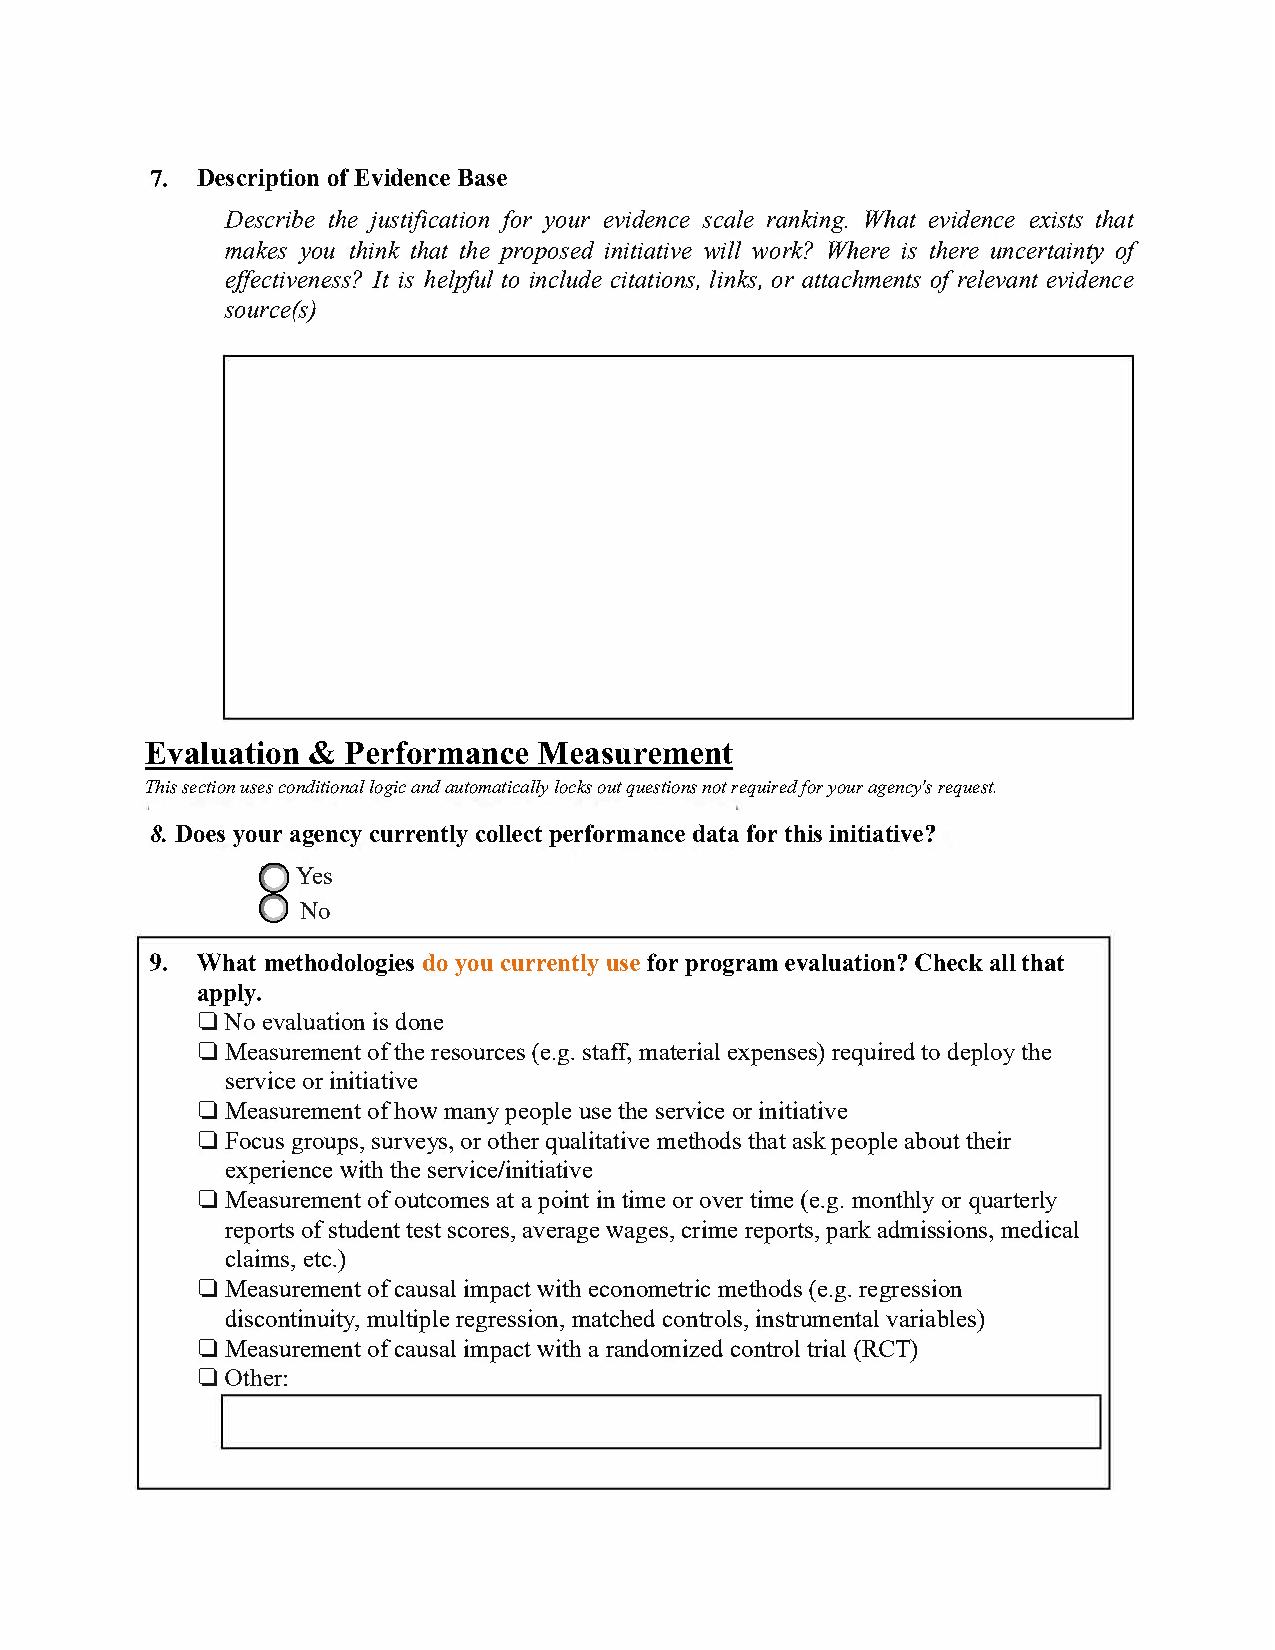 7. Description of Evidence Base
Describe the justification for your evidence scale ranking. What evidence exists that
makes you think that the proposed initiative will work? Where is there uncertainty of
effectiveness? It is helpful to include citations, links, or attachments of relevant evidence
source(s)
Evaluation & Performance Measurement
This section uses conditional logic and automatically locks out questions not required for your agency's request.
8. Does your agency currently collect performance data for this initiative?
Yes
No
9. What methodologies do you currently use for program evaluation? Check all that
apply.
❏ No evaluation is done
❏ Measurement of the resources (e.g. staff, material expenses) required to deploy the
service or initiative
❏ Measurement of how many people use the service or initiative
❏ Focus groups, surveys, or other qualitative methods that ask people about their
experience with the service/initiative
❏ Measurement of outcomes at a point in time or over time (e.g. monthly or quarterly
reports of student test scores, average wages, crime reports, park admissions, medical
claims, etc.)
❏ Measurement of causal impact with econometric methods (e.g. regression
discontinuity, multiple regression, matched controls, instrumental variables)
❏ Measurement of causal impact with a randomized control trial (RCT)
❏ Other: